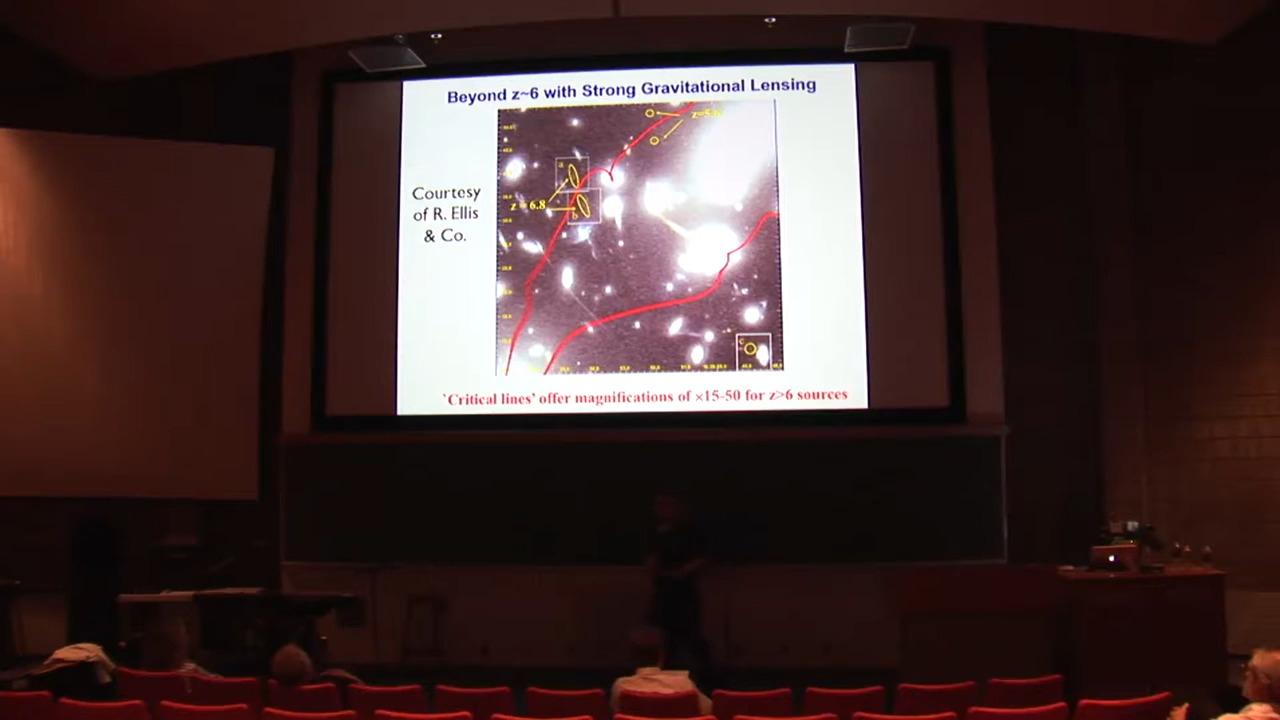 Beyond z~6 with Strong Gravitational Lensing
Courtesy
of R. Ellis
& Co.
a
z = 6.8
b
c
`Critical lines' offer magnifications of ×15-50 for z>6 sources